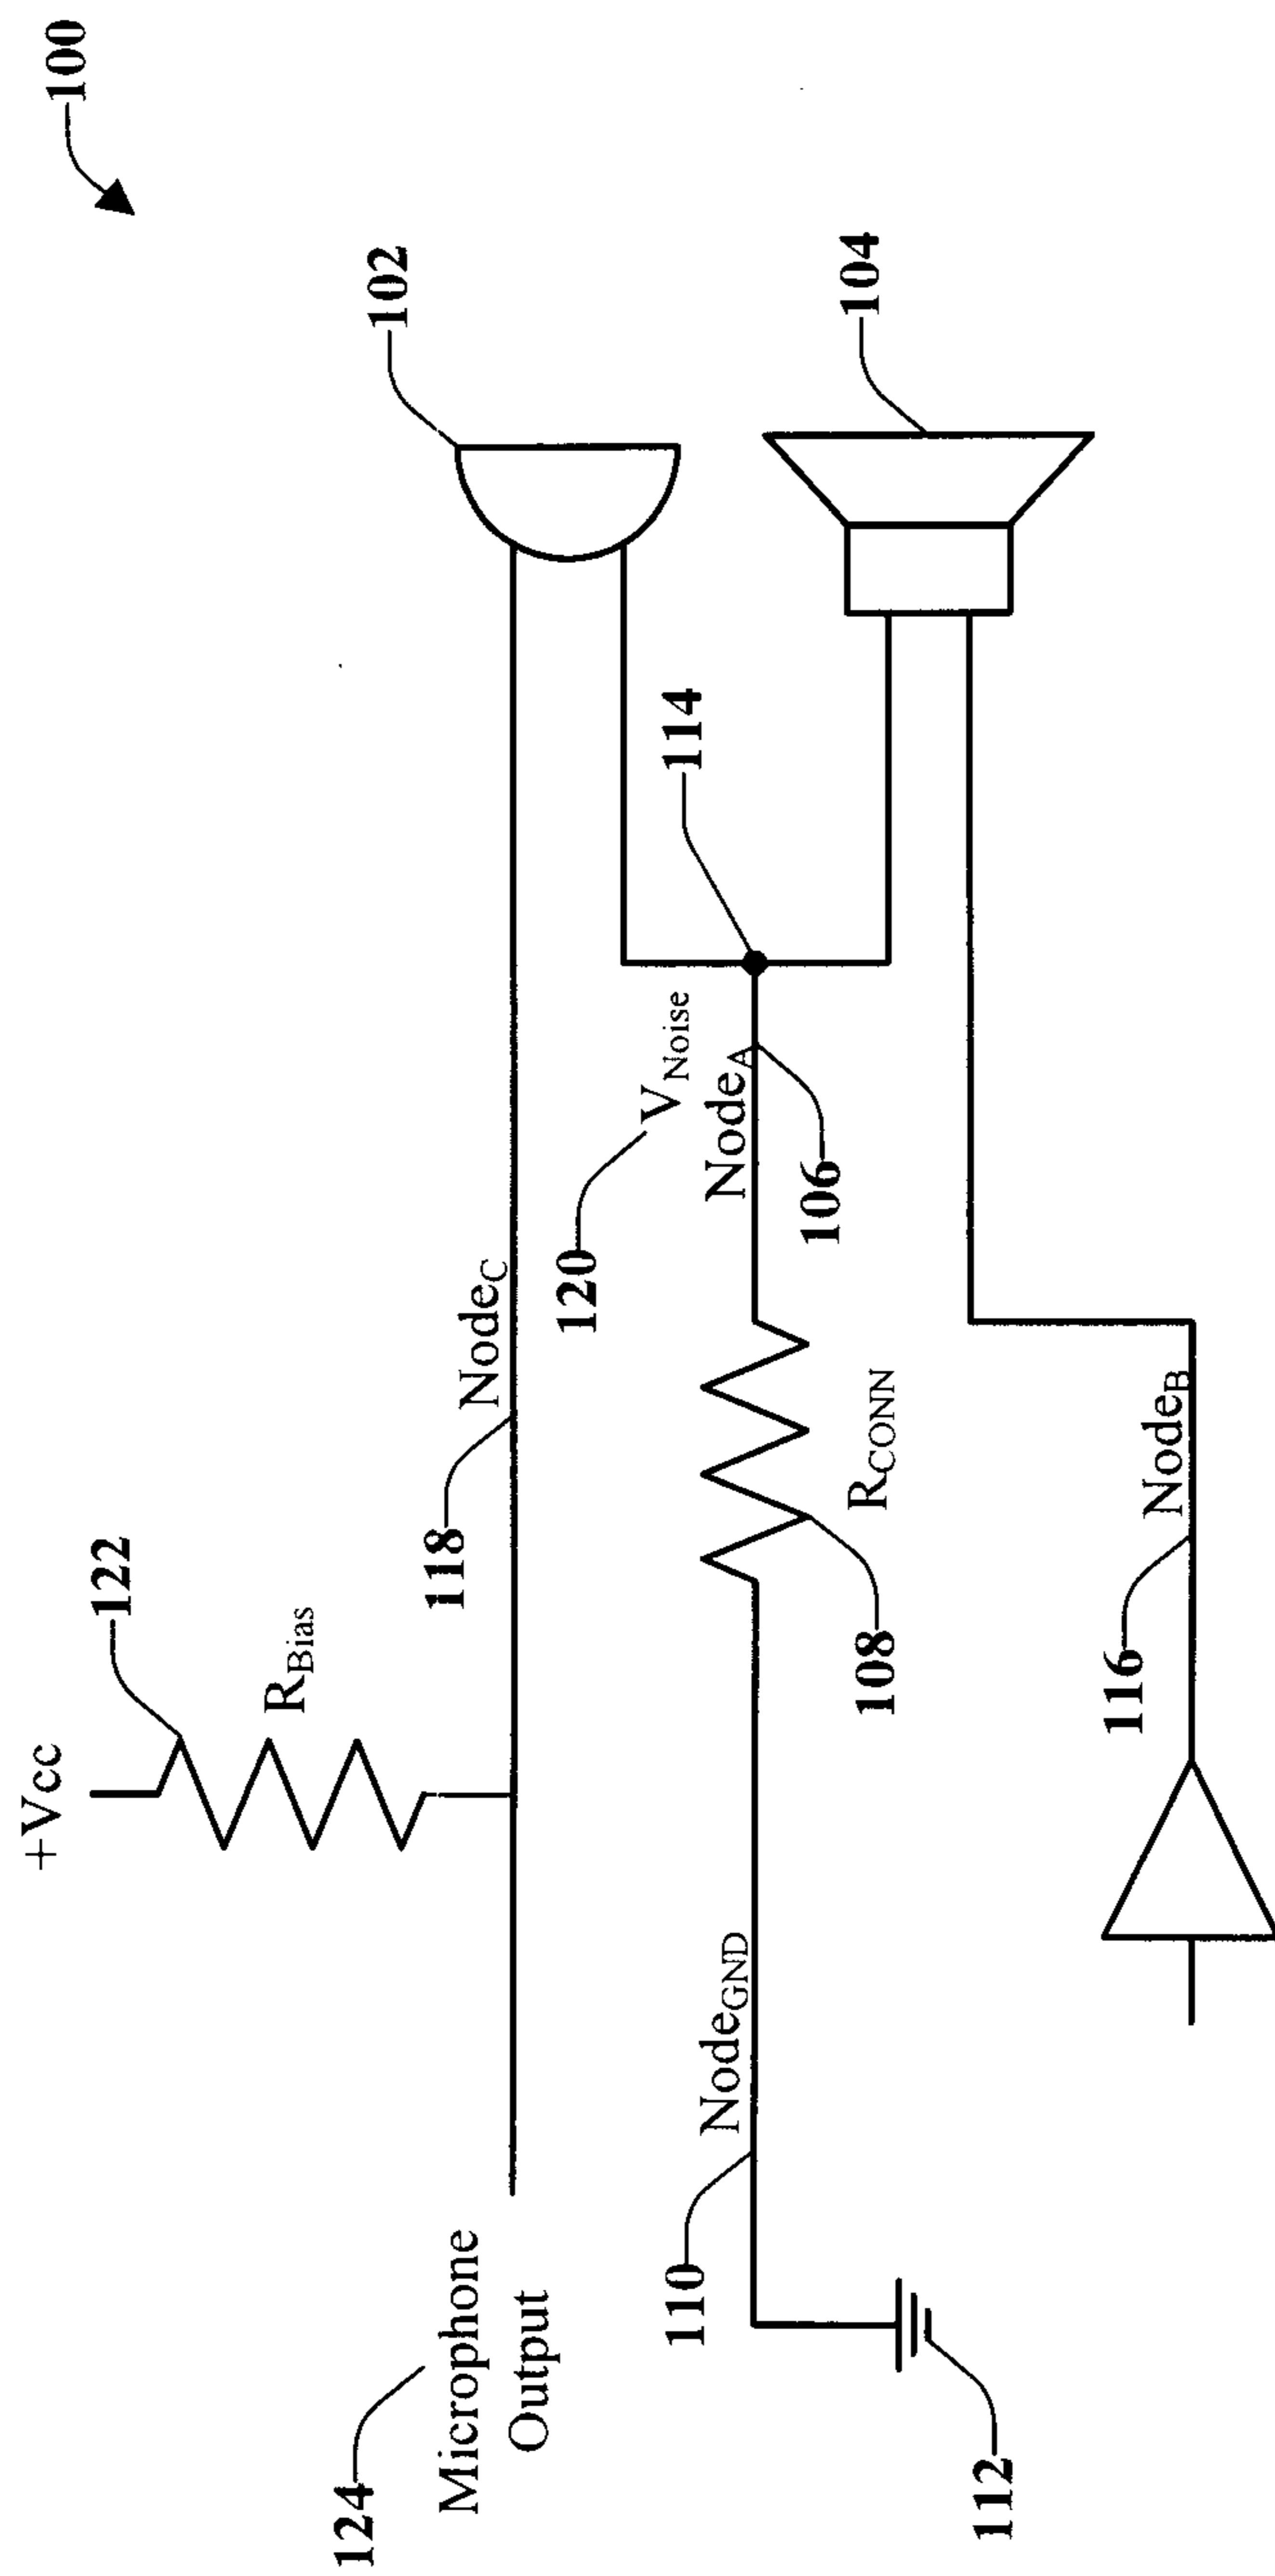 100
+Vcc
122
R_Bias
102
118
Node_C
120
V_Noise
114
104
124
Microphone
Output
110
Node_GND
Node_A
106
R_CONN
108
112
116
Node_B